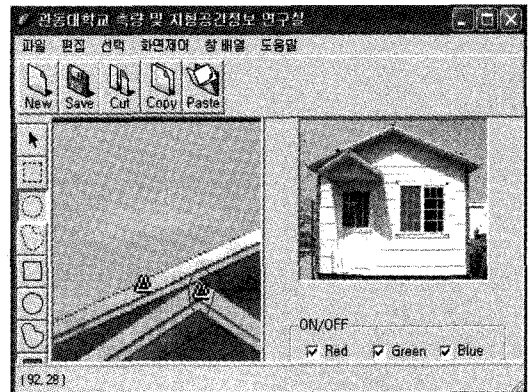 관동대학교 측량 및 지형공간정보 연구실
파일 편집 선택 화면제어 창 배열 도움말
New Save Cut Copy Paste
ON/OFF
Red Green Blue
(92,28)